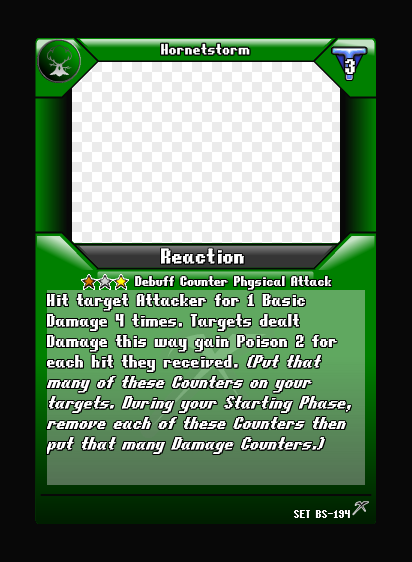 Hornetstorm
3
Reaction
Debuff Counter Physical Attack
Hit target Attacker for 1 Basic
Damage 4 times. Targets dealt
Damage this way gain Poison 2 for
each hit they received. (Put that
many of these Counters on your
targets. During your Starting Phase,
remove each of these Counters then
put that many Damage Counters.)
SET BS-194